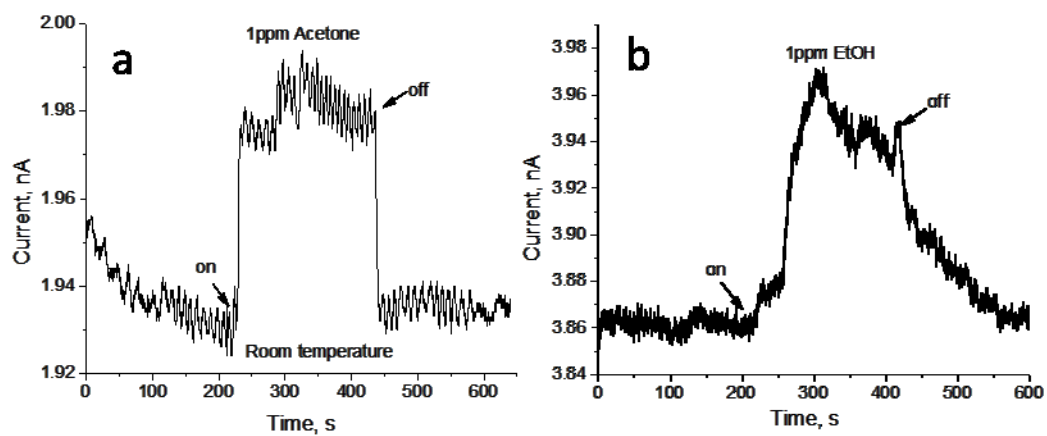 a
1ppm Acetone
off
on
Room temperature
Current, nA
2.00
1.98
1.96
1.94
1.92
0 100 200 300 400 500 600
Time, s
b
1ppm EtOH
off
on
Current, nA
3.98
3.96
3.94
3.92
3.90
3.88
3.86
3.84
0 100 200 300 400 500 600
Time, s